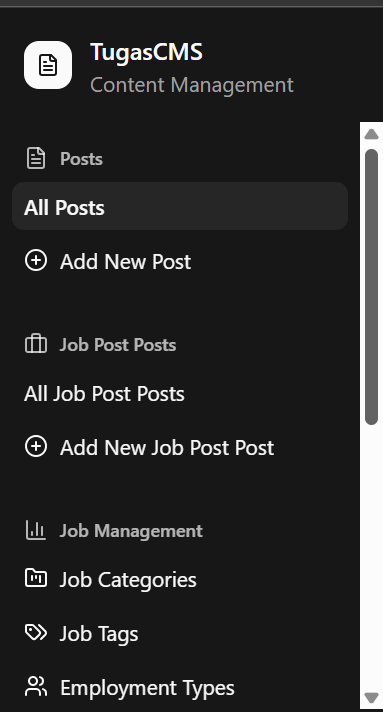 TugasCMS
Content Management
Posts
All Posts
Add New Post
Job Post Posts
All Job Post Posts
Add New Job Post Post
Job Management
Job Categories
Job Tags
Employment Types